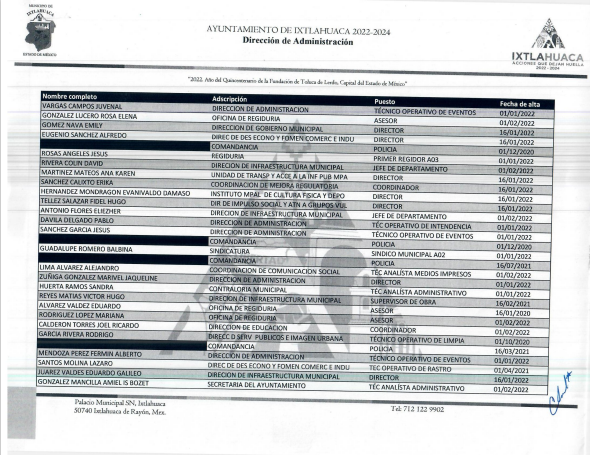 MUNICIPIO DE
IXTLAHUACA
ESTADO DE MÉXICO
AYUNTAMIENTO DE IXTLAHUACA 2022-2024
Dirección de Administración
IXTLAHUACA
ACCIONES QUE DEJAN HUELLA
2022 - 2024
"2022. Año del Quincentenario de la Fundación de Toluca de Lerdo, Capital del Estado de México"
Nombre completo Adscripción Puesto Fecha de alta
VARGAS CAMPOS JUVENAL DIRECCION DE ADMINISTRACION TÉCNICO OPERATIVO DE EVENTOS 01/01/2022
GONZALEZ LUCERO ROSA ELENA OFICINA DE REGIDURIA ASESOR 01/02/2022
GOMEZ NAVA EMILY DIRECCION DE GOBIERNO MUNICIPAL DIRECTOR 16/01/2022
EUGENIO SANCHEZ ALFREDO DIREC DE DES ECONO Y FOMEN COMERC E INDU DIRECTOR 16/01/2022
COMANDANCIA POLICIA 01/12/2020
ROSAS ANGELES JESUS REGIDURIA PRIMER REGIDOR A03 01/01/2022
RIVERA COLIN DAVID DIRECCION DE INFRAESTRUCTURA MUNICIPAL JEFE DE DEPARTAMENTO 01/02/2022
MARTINEZ MATEOS ANA KAREN UNIDAD DE TRANSP Y ACCE A LA INF PUB MPA DIRECTOR 16/01/2022
SANCHEZ CALIXTO ERIKA COORDINACION DE MEJORA REGULATORIA COORDINADOR 16/01/2022
HERNANDEZ MONDRAGON EVANIVALDO DAMASO INSTITUTO MPAL DE CULTURA FISICA Y DEPO DIRECTOR 16/01/2022
TELLEZ SALAZAR FIDEL HUGO DIR DE IMPULSO SOCIAL Y ATN A GRUPOS VUL DIRECTOR 16/01/2022
ANTONIO FLORES ELIEZHER DIRECION DE INFRAESTRUCTURA MUNICIPAL JEFE DE DEPARTAMENTO 01/02/2022
DAVILA DELGADO PABLO DIRECCION DE ADMINISTRACION TÉC OPERATIVO DE INTENDENCIA 01/01/2022
SANCHEZ GARCIA JESUS DIRECCION DE ADMINISTRACION TÉCNICO OPERATIVO DE EVENTOS 01/01/2022
COMANDANCIA POLICIA 01/12/2020
GUADALUPE ROMERO BALBINA SINDICATURA SINDICO MUNICIPAL A02 01/01/2022
COMANDANCIA POLICIA 16/07/2021
LIMA ALVAREZ ALEJANDRO COORDINACION DE COMUNICACION SOCIAL TÉC ANALÍSTA MEDIOS IMPRESOS 01/02/2022
ZUÑIGA GONZALEZ MARIVEL JAQUELINE DIRECCION DE ADMINISTRACION DIRECTOR 01/01/2022
HUERTA RAMOS SANDRA CONTRALORIA MUNICIPAL TÉC ANALÍSTA ADMINISTRATIVO 01/01/2022
REYES MATIAS VICTOR HUGO DIRECION DE INFRAESTRUCTURA MUNICIPAL SUPERVISOR DE OBRA 16/02/2021
ALVAREZ VALDEZ EDUARDO OFICINA DE REGIDURIA ASESOR 16/01/2020
RODRIGUEZ LOPEZ MARIANA OFICINA DE REGIDURIA ASESOR 01/02/2022
CALDERON TORRES JOEL RICARDO DIRECCION DE EDUCACION COORDINADOR 01/02/2022
GARCIA RIVERA RODRIGO DIRECC D SERV PUBLICOS E IMAGEN URBANA TÉCNICO OPERATIVO DE LIMPIA 01/10/2020
COMANDANCIA POLICIA 16/03/2021
MENDOZA PEREZ FERMIN ALBERTO DIRECCION DE ADMINISTRACION TÉCNICO OPERATIVO DE EVENTOS 01/01/2022
SANTOS MOLINA LAZARO DIREC DE DES ECONO Y FOMEN COMERC E INDU TEC OPERATIVO DE RASTRO 01/04/2021
JUAREZ VALDES EDUARDO GALILEO DIRECCION DE INFRAESTRUCTURA MUNICIPAL DIRECTOR 16/01/2022
GONZALEZ MANCILLA AMIEL IS BOZET SECRETARIA DEL AYUNTAMIENTO TÉC ANALÍSTA ADMINISTRATIVO 01/02/2022
Palacio Municipal SN, Ixtlahuaca
50740 Ixtlahuaca de Rayón, Mex.
Tel: 712 122 9902